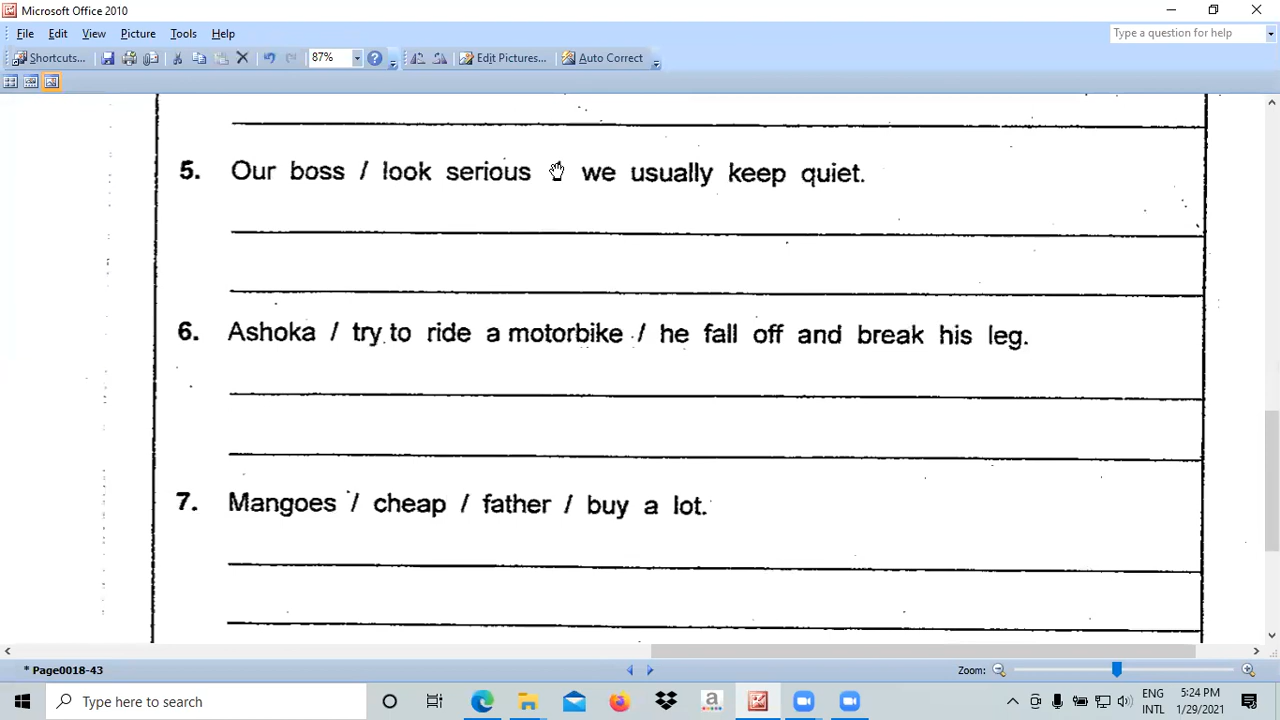 Microsoft Office 2010
File Edit View Picture Tools Help
Type a question for help
Shortcuts... 87% Edit Pictures... Auto Correct
5. Our boss / look serious we usually keep quiet.
6. Ashoka / try to ride a motorbike / he fall off and break his leg.
7. Mangoes / cheap / father / buy a lot.
* Page0018-43
Zoom:
Type here to search
a
ENG
INTL
5:24 PM
1/29/2021